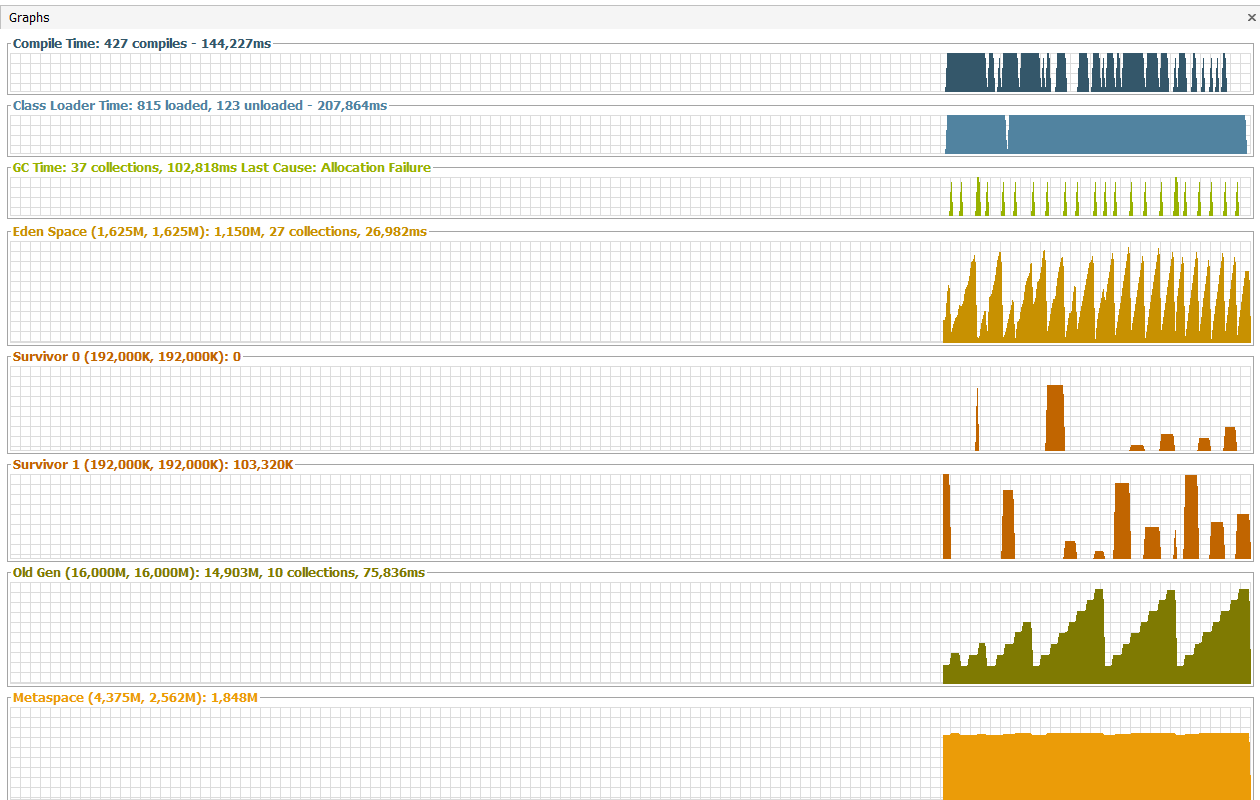 Graphs
Compile Time: 427 compiles - 144,227ms
Class Loader Time: 815 loaded, 123 unloaded - 207,864ms
GC Time: 37 collections, 102,818ms Last Cause: Allocation Failure
Eden Space (1,625M, 1,625M): 1,150M, 27 collections, 26,982ms
Survivor 0 (192,000K, 192,000K): 0
Survivor 1 (192,000K, 192,000K): 103,320K
Old Gen (16,000M, 16,000M): 14,903M, 10 collections, 75,836ms
Metaspace (4,375M, 2,562M): 1,848M